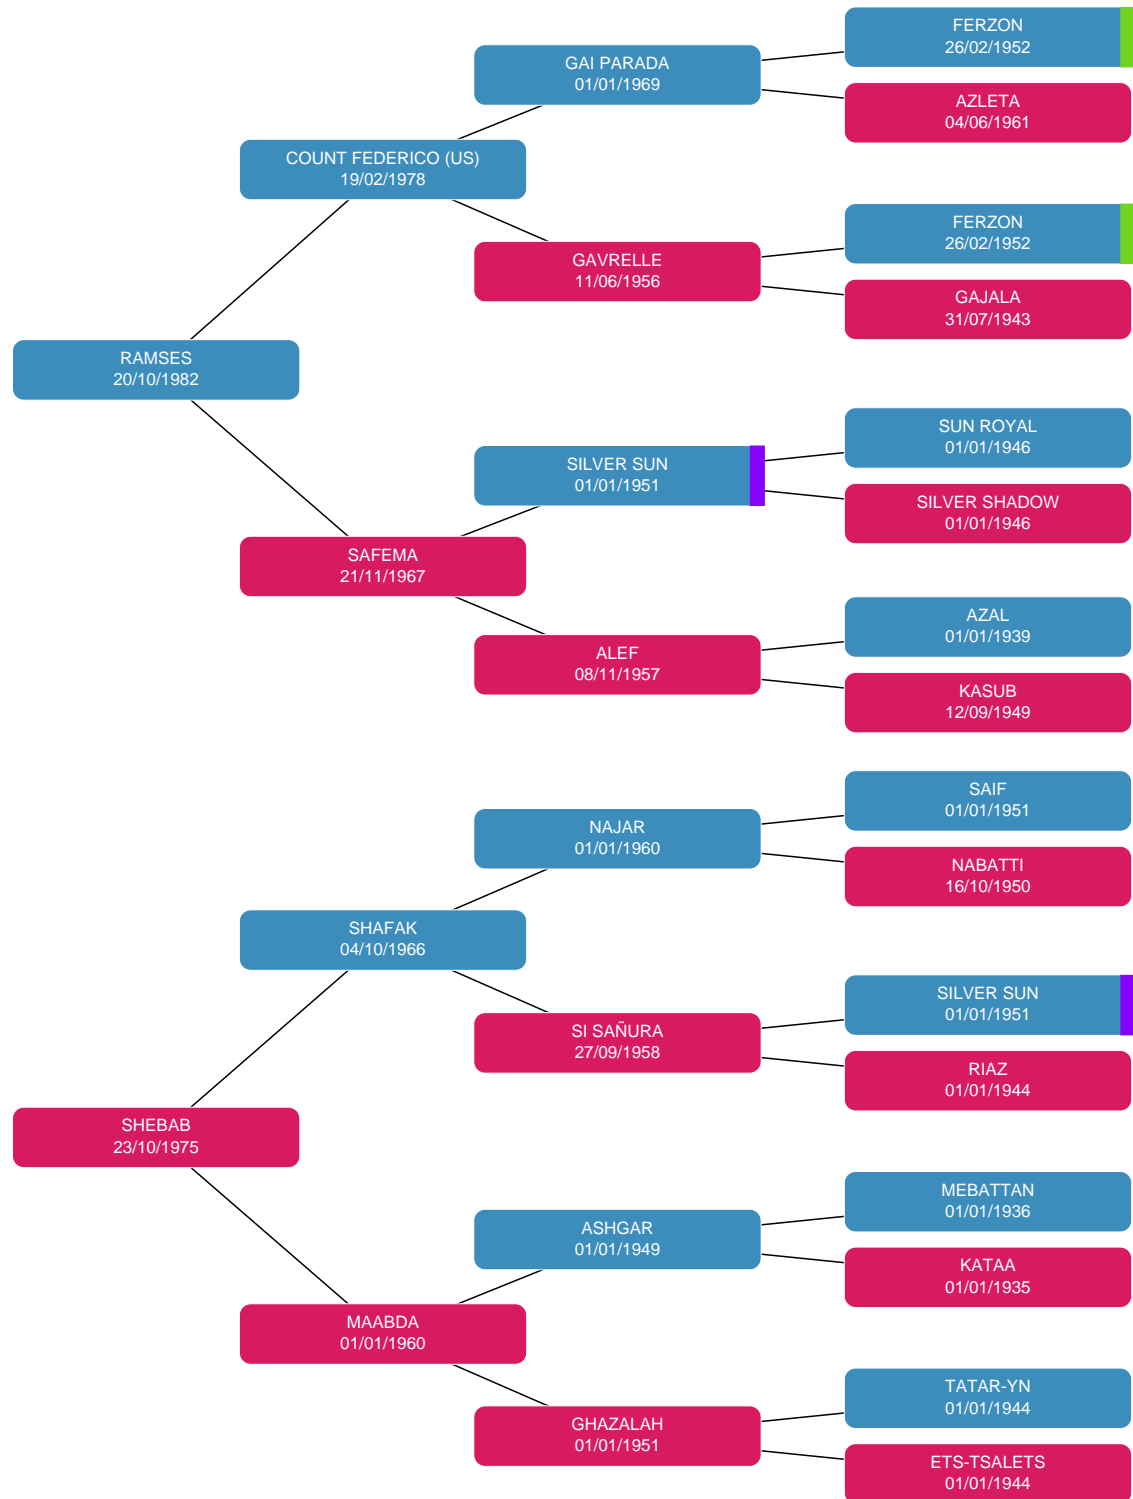 FERZON
26/02/1952
GAI PARADA
01/01/1969
AZLETA
04/06/1961
COUNT FEDERICO (US)
19/02/1978
FERZON
26/02/1952
GAVRELLE
11/06/1956
GAJALA
31/07/1943
RAMSES
20/10/1982
SUN ROYAL
01/01/1946
SILVER SUN
01/01/1951
SILVER SHADOW
01/01/1946
SAFEMA
21/11/1967
AZAL
01/01/1939
ALEF
08/11/1957
KASUB
12/09/1949
SAIF
01/01/1951
NAJAR
01/01/1960
NABATTI
16/10/1950
SHAFAK
04/10/1966
SILVER SUN
01/01/1951
SI SAÑURA
27/09/1958
RIAZ
01/01/1944
SHEBAB
23/10/1975
MEBATTAN
01/01/1936
ASHGAR
01/01/1949
KATAA
01/01/1935
MAABDA
01/01/1960
TATAR-YN
01/01/1944
GHAZALAH
01/01/1951
ETS-TSALETS
01/01/1944